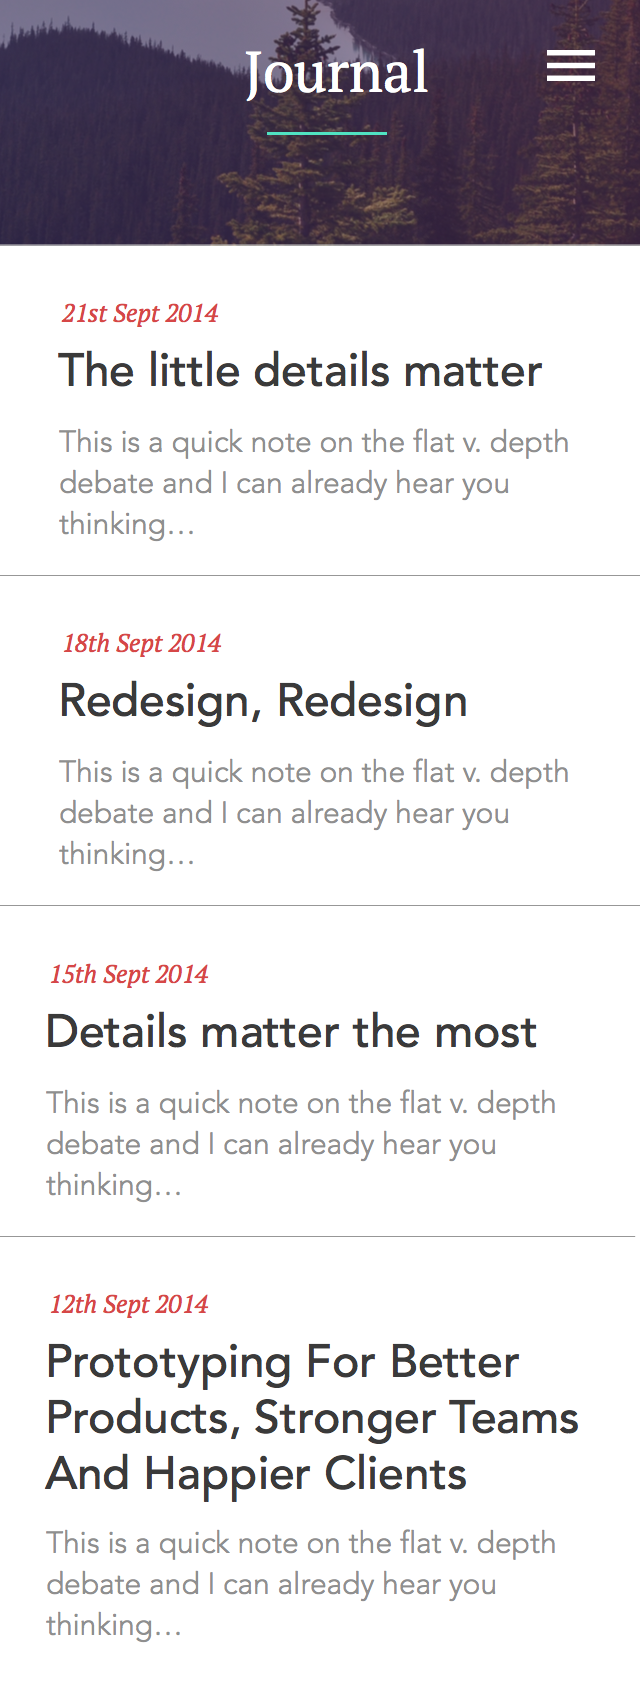 Journal
21st Sept 2014
The little details matter
This is a quick note on the flat v. depth
debate and I can already hear you
thinking…
18th Sept 2014
Redesign, Redesign
This is a quick note on the flat v. depth
debate and I can already hear you
thinking…
15th Sept 2014
Details matter the most
This is a quick note on the flat v. depth
debate and I can already hear you
thinking…
12th Sept 2014
Prototyping For Better
Products, Stronger Teams
And Happier Clients
This is a quick note on the flat v. depth
debate and I can already hear you
thinking…